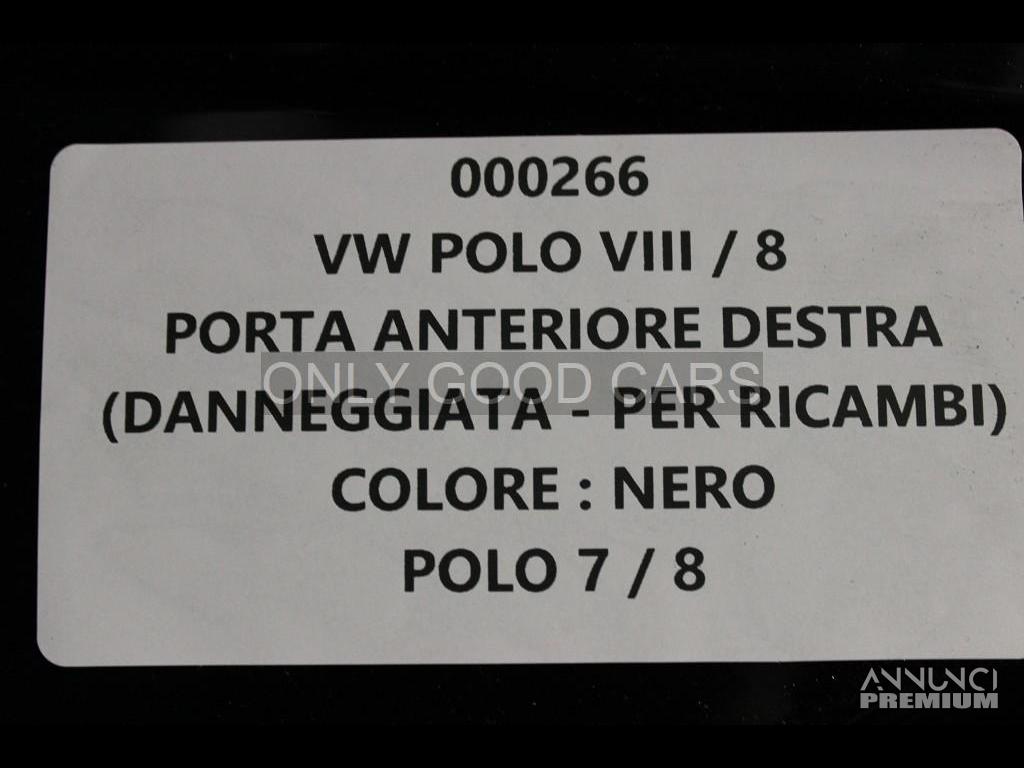 000266
VW POLO VIII / 8
PORTA ANTERIORE DESTRA
ONLY GOOD CARS
(DANNEGGIATA - PER RICAMBI)
COLORE : NERO
POLO 7 / 8
ANNUNCI
PREMIUM